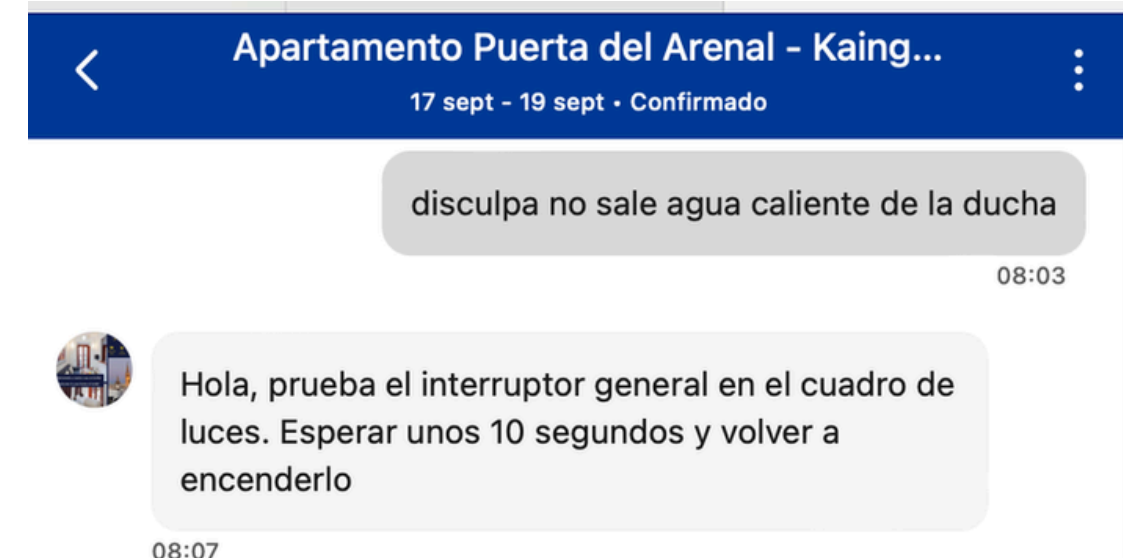 Apartamento Puerta del Arenal - Kaing...
17 sept - 19 sept • Confirmado
disculpa no sale agua caliente de la ducha
08:03
Hola, prueba el interruptor general en el cuadro de
luces. Esperar unos 10 segundos y volver a
encenderlo
08:07